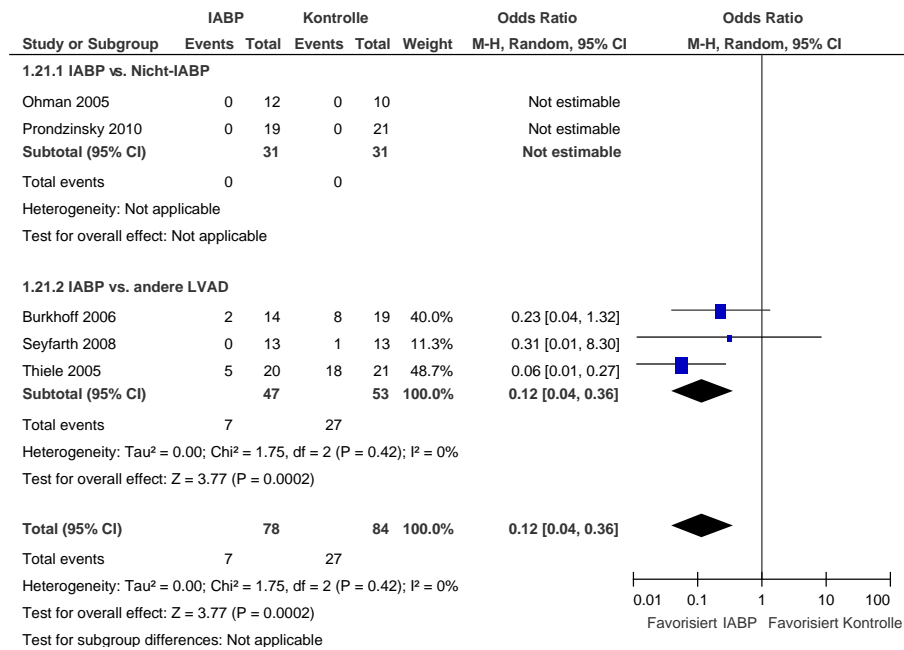 IABP Kontrolle Odds Ratio Odds Ratio
Study or Subgroup Events Total Events Total Weight M-H, Random, 95% CI M-H, Random, 95% CI
1.21.1 IABP vs. Nicht-IABP
Ohman 2005 0 12 0 10 Not estimable
Prondzinsky 2010 0 19 0 21 Not estimable
Subtotal (95% CI) 31 31 Not estimable
Total events 0 0
Heterogeneity: Not applicable
Test for overall effect: Not applicable
1.21.2 IABP vs. andere LVAD
Burkhoff 2006 2 14 8 19 40.0% 0.23 [0.04, 1.32]
Seyfarth 2008 0 13 1 13 11.3% 0.31 [0.01, 8.30]
Thiele 2005 5 20 18 21 48.7% 0.06 [0.01, 0.27]
Subtotal (95% CI) 47 53 100.0% 0.12 [0.04, 0.36]
Total events 7 27
Heterogeneity: Tau² = 0.00; Chi² = 1.75, df = 2 (P = 0.42); I² = 0%
Test for overall effect: Z = 3.77 (P = 0.0002)
Total (95% CI) 78 84 100.0% 0.12 [0.04, 0.36]
Total events 7 27
Heterogeneity: Tau² = 0.00; Chi² = 1.75, df = 2 (P = 0.42); I² = 0%
Test for overall effect: Z = 3.77 (P = 0.0002)
Test for subgroup differences: Not applicable
0.01 0.1 1 10 100
Favorisiert IABP Favorisiert Kontrolle